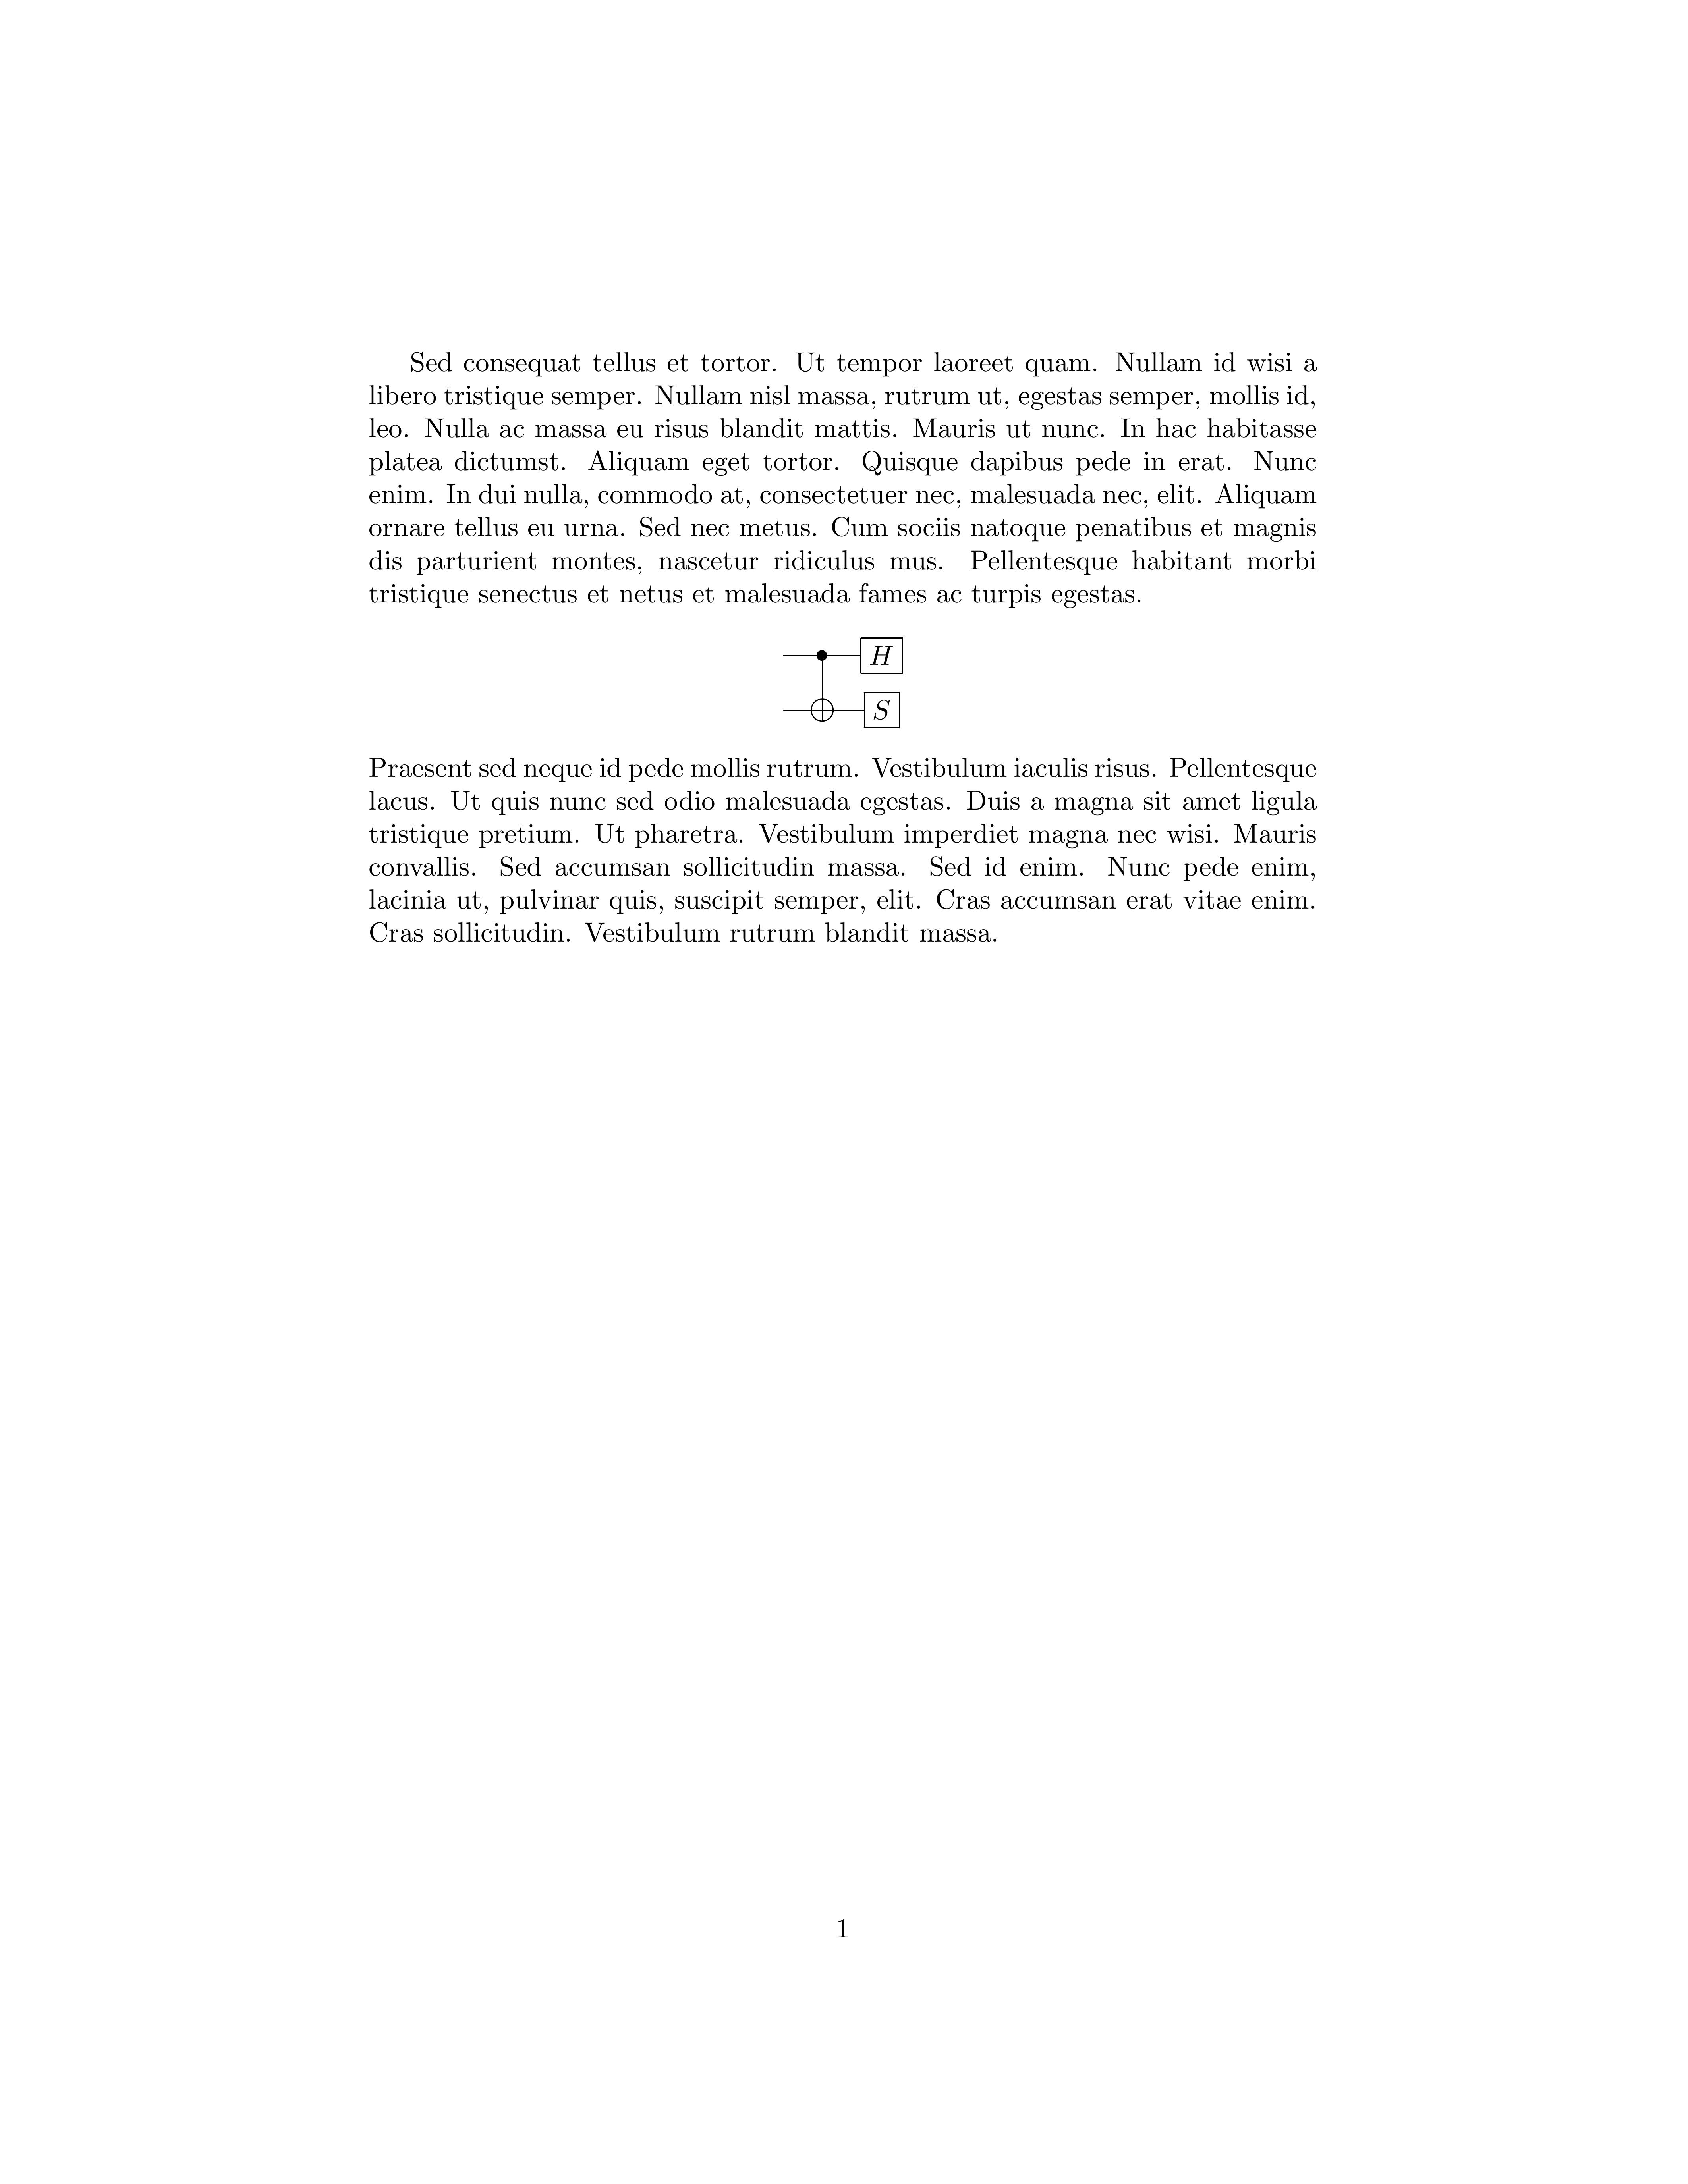 Sed consequat tellus et tortor. Ut tempor laoreet quam. Nullam id wisi a
libero tristique semper. Nullam nisl massa, rutrum ut, egestas semper, mollis id,
leo. Nulla ac massa eu risus blandit mattis. Mauris ut nunc. In hac habitasse
platea dictumst. Aliquam eget tortor. Quisque dapibus pede in erat. Nunc
enim. In dui nulla, commodo at, consectetuer nec, malesuada nec, elit. Aliquam
ornare tellus eu urna. Sed nec metus. Cum sociis natoque penatibus et magnis
dis parturient montes, nascetur ridiculus mus. Pellentesque habitant morbi
tristique senectus et netus et malesuada fames ac turpis egestas.
H
S
Praesent sed neque id pede mollis rutrum. Vestibulum iaculis risus. Pellentesque
lacus. Ut quis nunc sed odio malesuada egestas. Duis a magna sit amet ligula
tristique pretium. Ut pharetra. Vestibulum imperdiet magna nec wisi. Mauris
convallis. Sed accumsan sollicitudin massa. Sed id enim. Nunc pede enim,
lacinia ut, pulvinar quis, suscipit semper, elit. Cras accumsan erat vitae enim.
Cras sollicitudin. Vestibulum rutrum blandit massa.
1